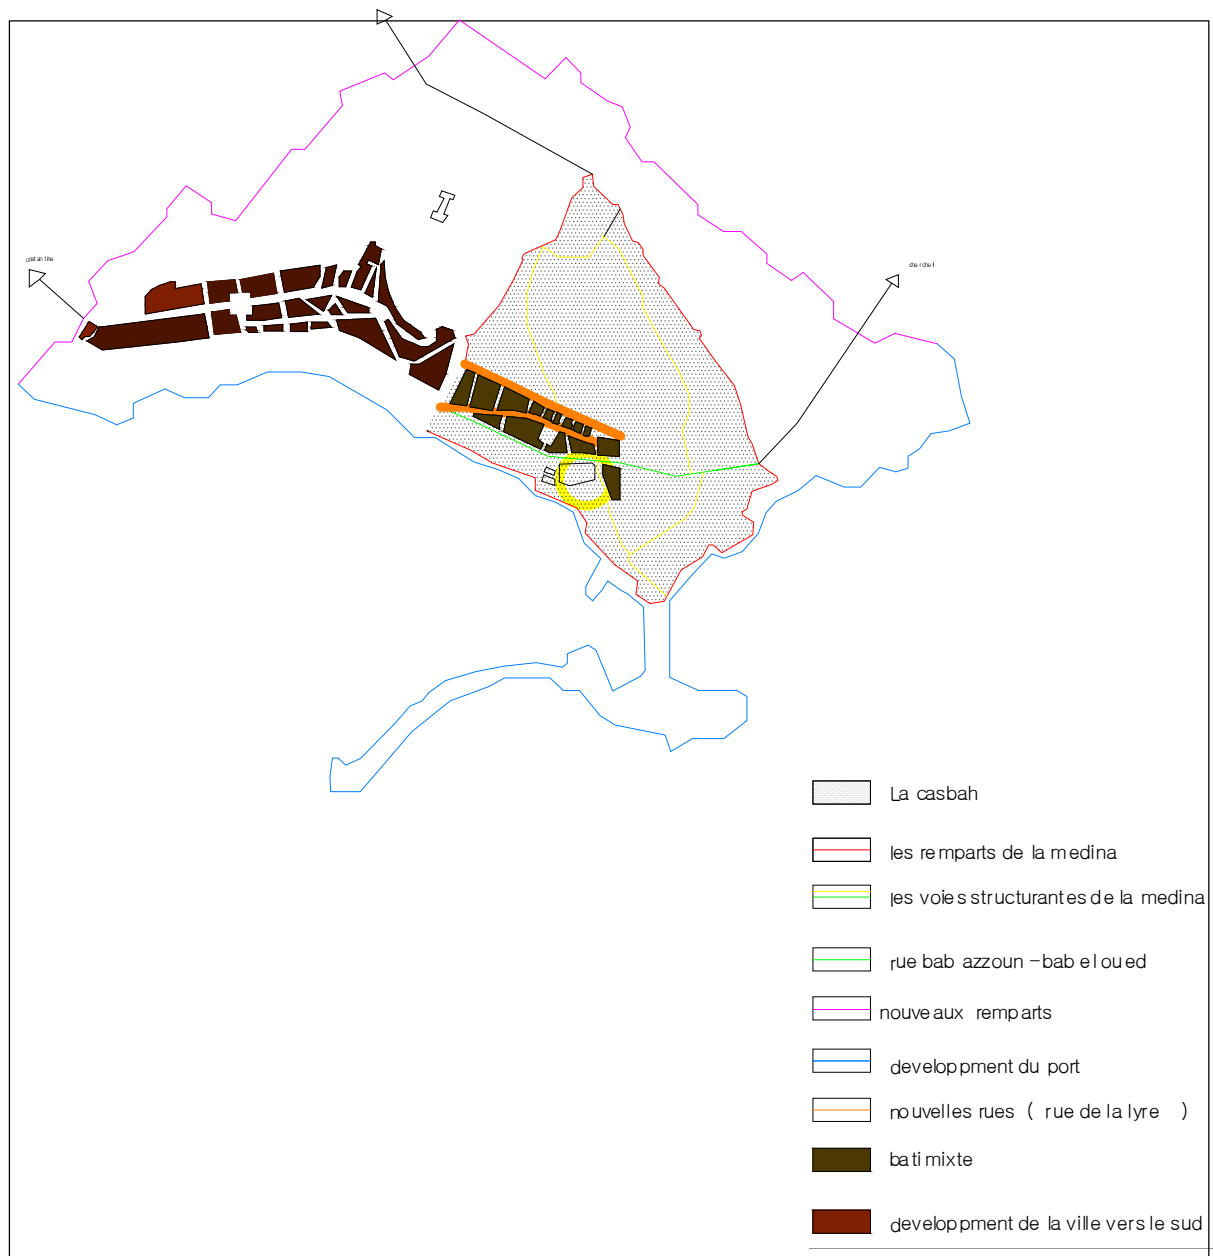 costantine
cherchell
La casbah
les remparts de la medina
les voies structurantes de la medina
rue bab azzoun - bab el oued
nouveaux remparts
developpment du port
nouvelles rues ( rue de la lyre )
bati mixte
developpment de la ville vers le sud